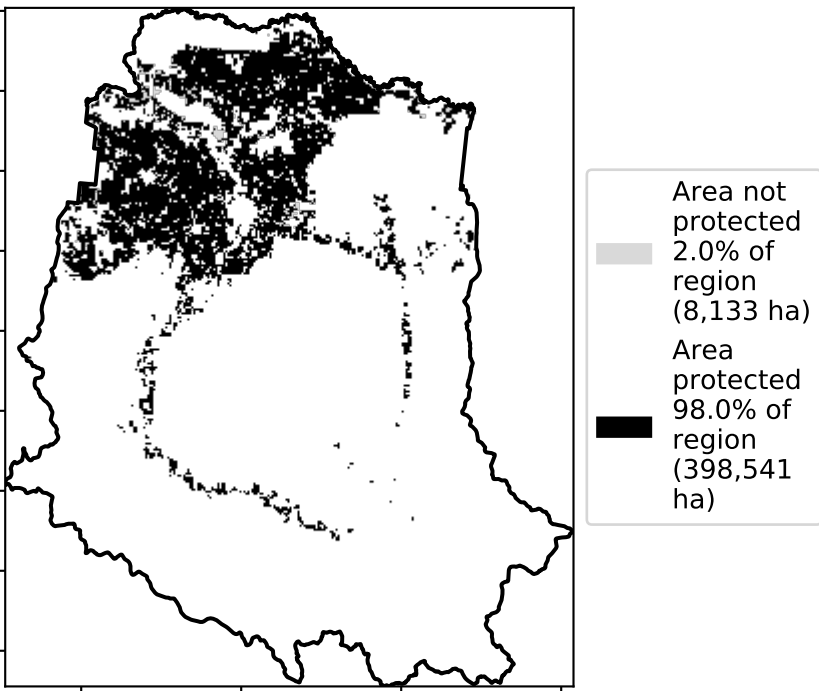 Area not
protected
2.0% of
region
(8,133 ha)
Area
protected
98.0% of
region
(398,541
ha)